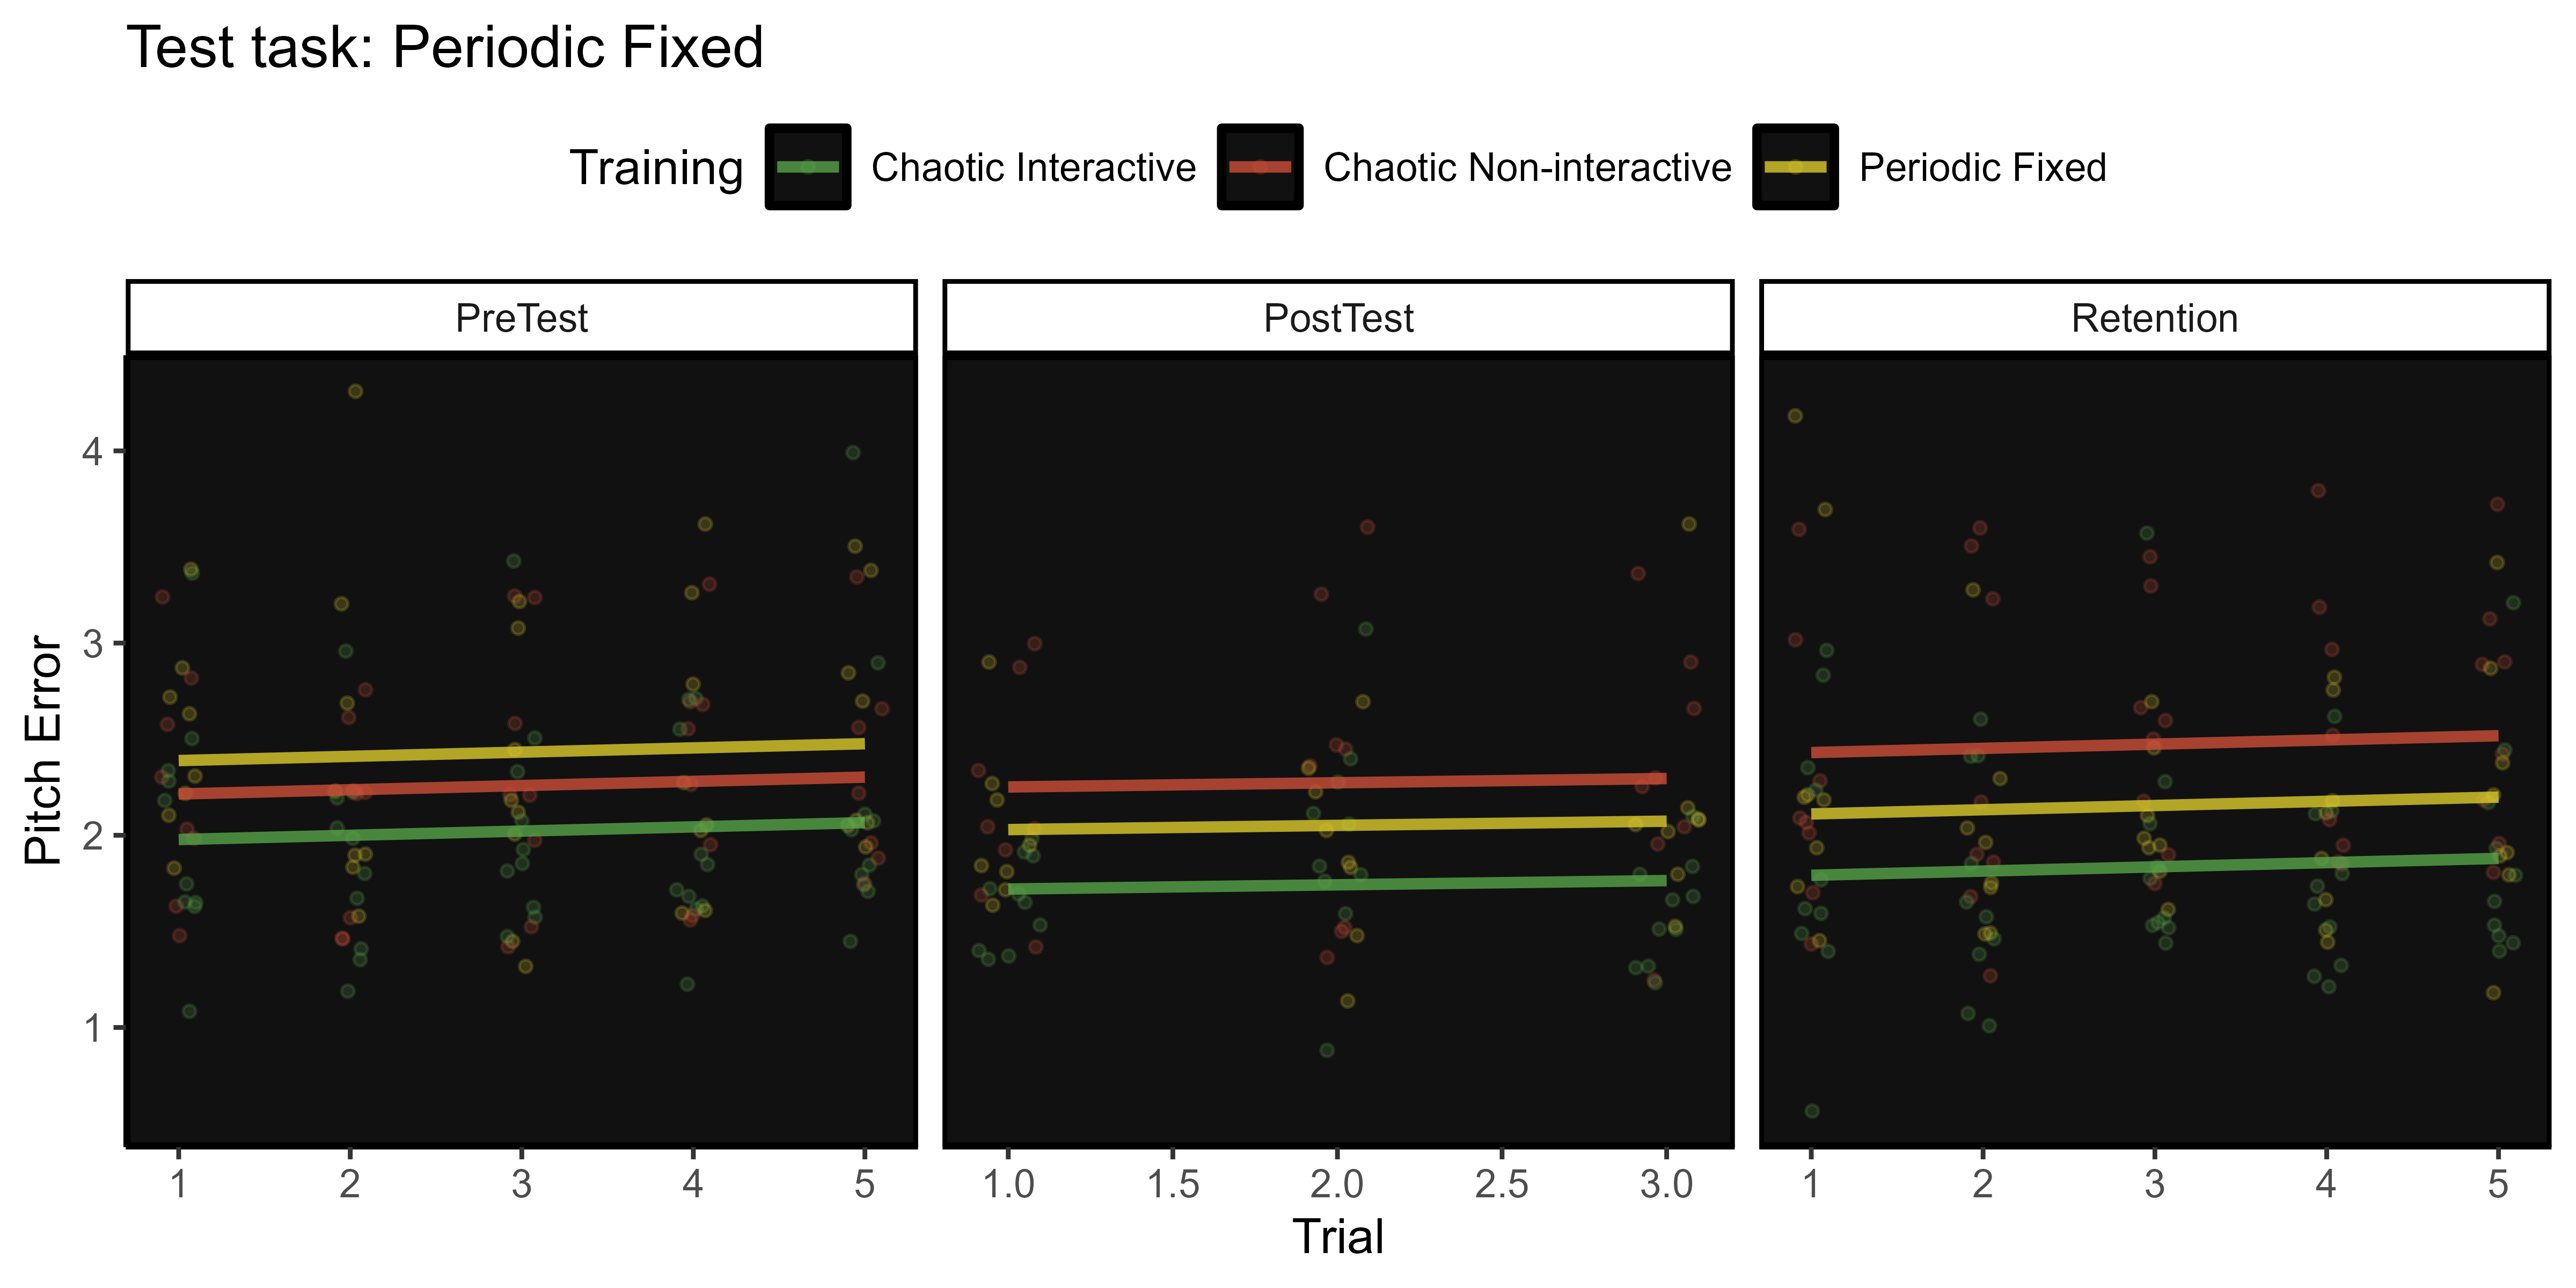 Test task: Periodic Fixed
Training Chaotic Interactive Chaotic Non-interactive Periodic Fixed
PreTest PostTest Retention
Pitch Error
4
3
2
1
1 2 3 4 5 1.0 1.5 2.0 2.5 3.0 1 2 3 4 5
Trial